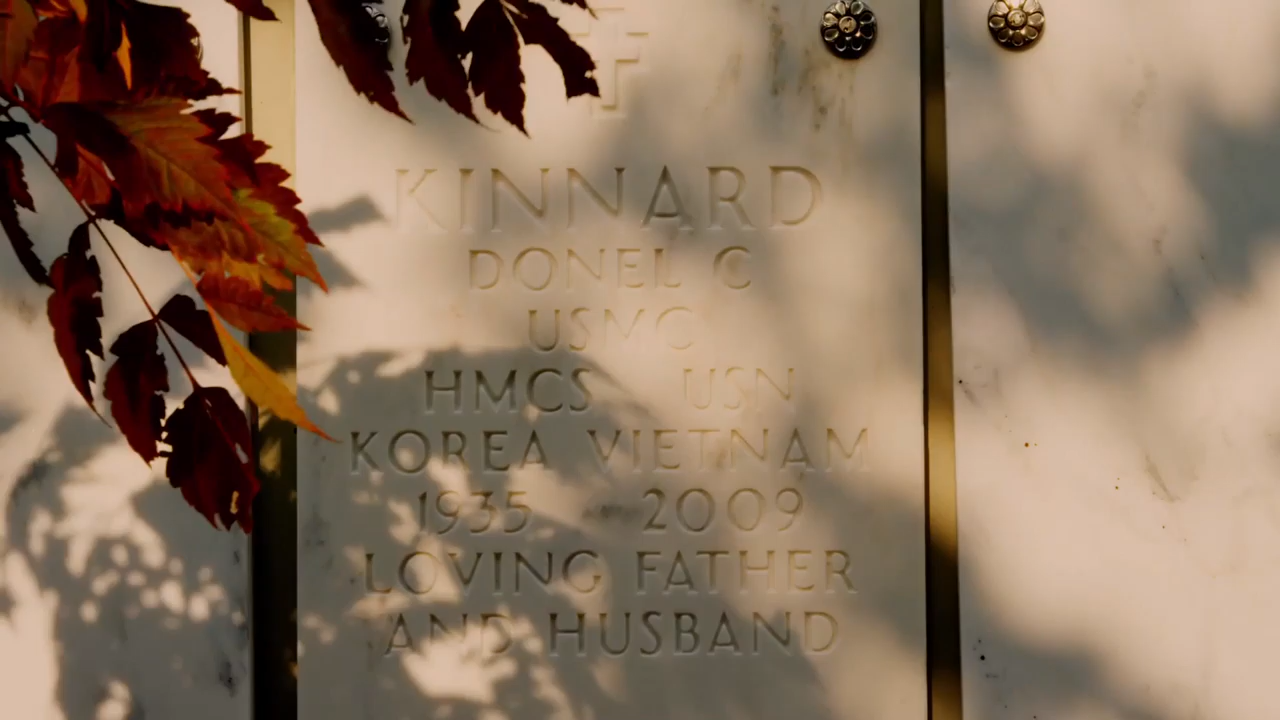 KINNARD
DONEL C
USMC
HMCS USN
KOREA VIETNAM
1935 2009
LOVING FATHER
AND HUSBAND